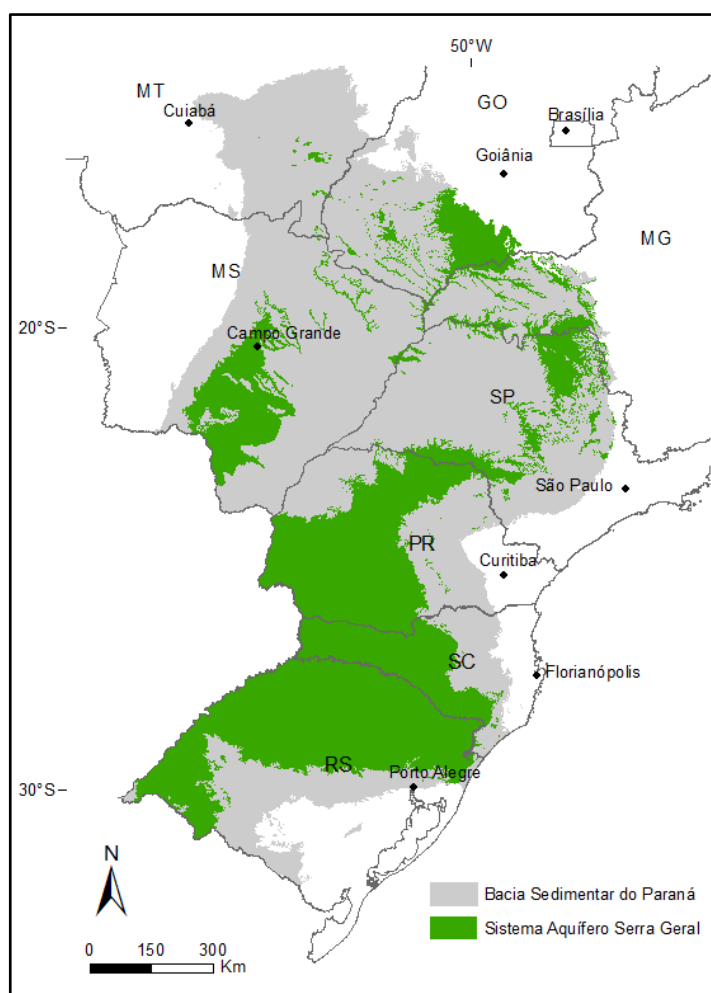 50°W
MT
GO
Cuiabá
Brasília
Goiânia
MG
MS
20°S
Campo Grande
SP
São Paulo
PR
Curitiba
SC
Florianópolis
RS
Porto Alegre
30°S
N
Bacia Sedimentar do Paraná
Sistema Aquífero Serra Geral
0 150 300
Km